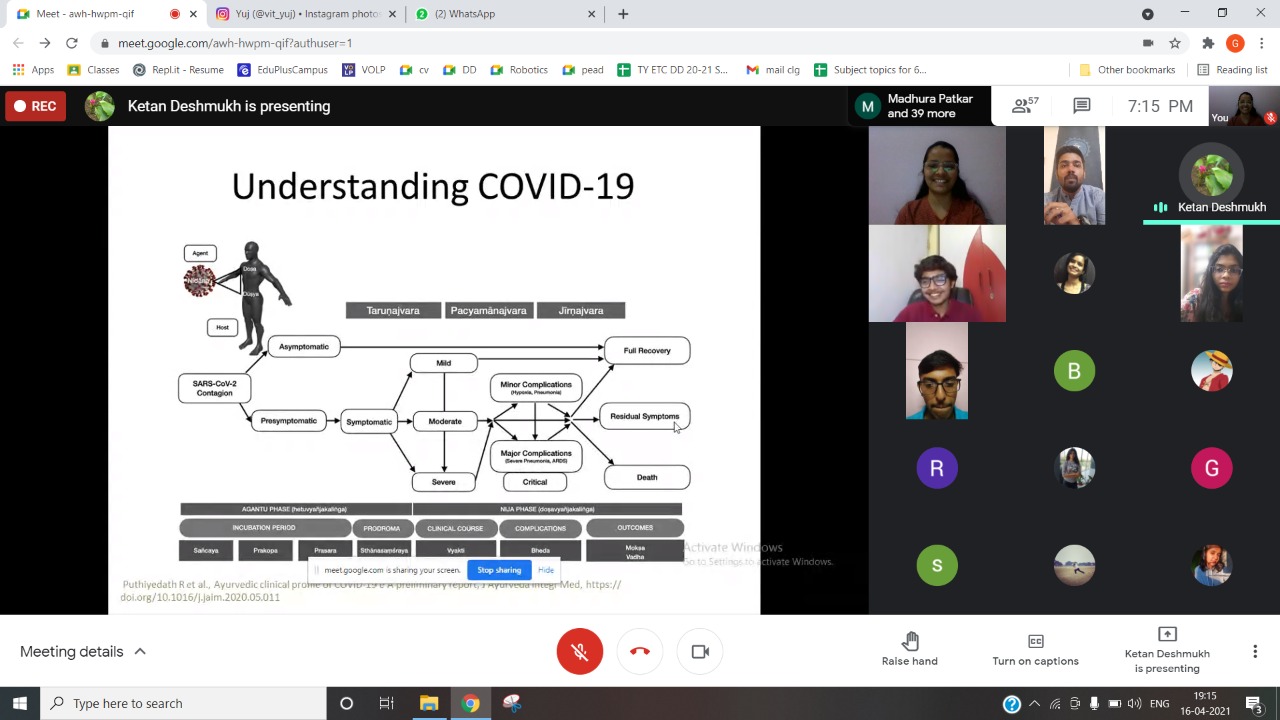 Meet - awh-hwpm-qif
Yuj (@vit_yuj) • Instagram
(2) WhatsApp
meet.google.com/awh-hwpm-qif?authuser=1
G
Apps
Classes
Repl.it - Resume
EduPlusCampus
VOLP
cv
DD
Robotics
pead
TY ETC DD 20-21 S...
mail clg
Subject topics for 6...
Other bookmarks
Reading list
REC
Ketan Deshmukh is presenting
M
Madhura Patkar
and 39 more
57
7:15 PM
You
Understanding COVID-19
Agent
Nidāna
Doṣa
Duṣya
Host
Taruṇajvara
Pacyamānajvara
Jīrṇajvara
Asymptomatic
Full Recovery
Mild
SARS-CoV-2
Contagion
Minor Complications
(Hypoxia, Pneumonia)
Presymptomatic
Symptomatic
Moderate
Residual Symptoms
Major Complications
(Severe Pneumonia, ARDS)
Severe
Critical
Death
AGANTU PHASE (hetuvyañjakaliṅga)
NIJA PHASE (doṣavyañjakaliṅga)
INCUBATION PERIOD
PRODROMA
CLINICAL COURSE
COMPLICATIONS
OUTCOMES
Sañcaya
Prakopa
Prasara
Sthānasaṁśraya
Vyakti
Bheda
Mokṣa
Vadha
meet.google.com is sharing your screen.
Stop sharing
Hide
Activate Windows
Go to Settings to activate Windows.
Puthiyedath R et al., Ayurvedic clinical profile of COVID-19 e A preliminary report, J Ayurveda Integr Med, https://
doi.org/10.1016/j.jaim.2020.05.011
Ketan Deshmukh
B
R
G
S
Meeting details
Raise hand
CC
Turn on captions
Ketan Deshmukh
is presenting
Type here to search
ENG
19:15
16-04-2021
3